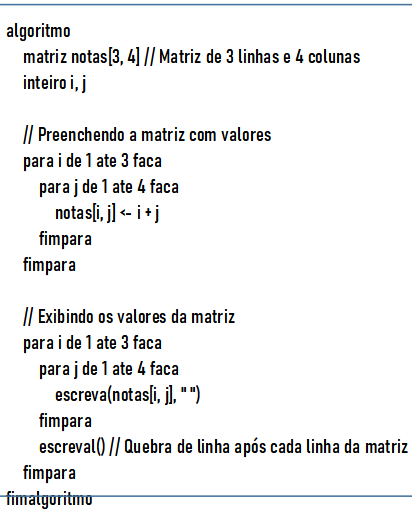 algoritmo
matriz notas[3, 4] // Matriz de 3 linhas e 4 colunas
inteiro i, j
// Preenchendo a matriz com valores
para i de 1 ate 3 faca
para j de 1 ate 4 faca
notas[i, j] <- i + j
fimpara
fimpara
// Exibindo os valores da matriz
para i de 1 ate 3 faca
para j de 1 ate 4 faca
escreva(notas[i, j], " ")
fimpara
escreval() // Quebra de linha após cada linha da matriz
fimpara
fimalgoritmo